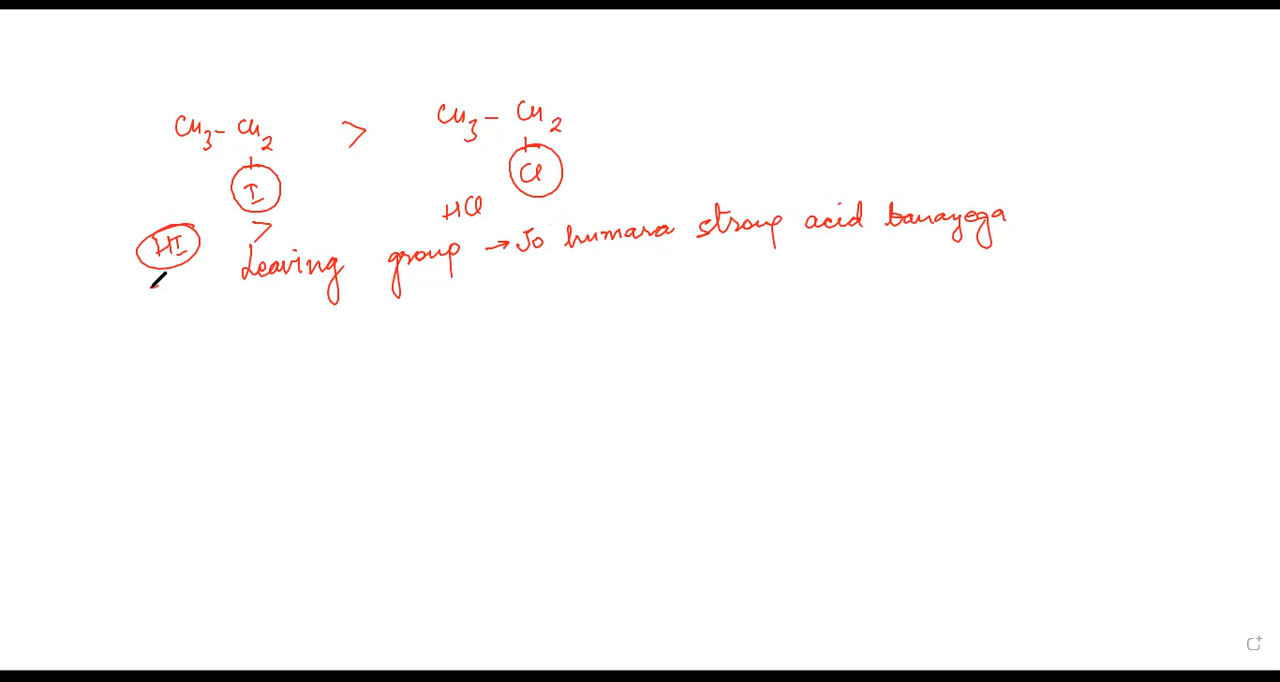 CH3 - CH2 > CH3 - CH2
I Cl
HCl
HI > Leaving group → Jo humara strong acid banayega